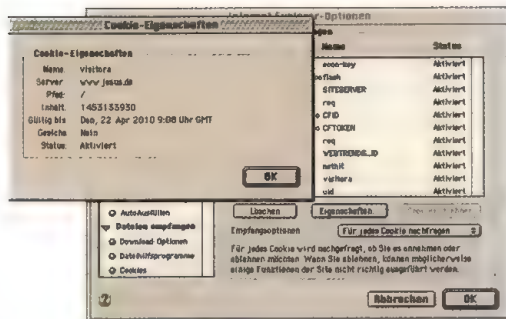 Internet Explorer-Optionen
Cookie-Eigenschaften
Cookie-Eigenschaften
Name: visitora
Server: www.jesus.de
Pfad: /
Inhalt: 1453133930
Gültig bis Don, 22 Apr 2010 9:08 Uhr GMT
Gesiche Nein
Status: Aktiviert
OK
Name Status
Aktiviert
Aktiviert
SITESERVER Aktiviert
req Aktiviert
CFID Aktiviert
CFTOKEN Aktiviert
req Aktiviert
WEBTRENDS_ID Aktiviert
Aktiviert
visitora Aktiviert
uid Aktiviert
AutoAusfüllen
Dateien empfangen
Download-Optionen
Dateihilfsprogramme
Cookies
Löschen Eigenschaften
Empfangsoptionen Für jedes Cookie nachfragen
Für jedes Cookie wird nachgefragt, ob Sie es annehmen oder
ablehnen möchten. Wenn Sie ablehnen, können möglicherweise
einige Funktionen der Site nicht richtig ausgeführt werden.
Abbrechen OK